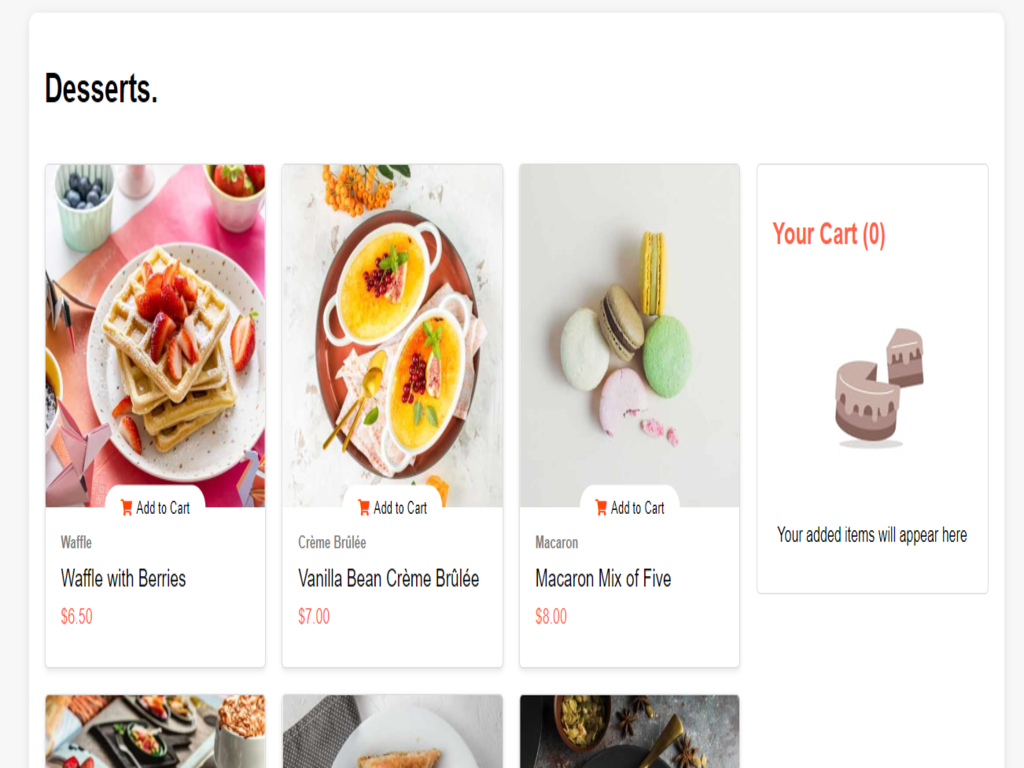 Desserts.
Add to Cart
Waffle
Waffle with Berries
$6.50
Add to Cart
Crème Brûlée
Vanilla Bean Crème Brûlée
$7.00
Add to Cart
Macaron
Macaron Mix of Five
$8.00
Your Cart (0)
Your added items will appear here